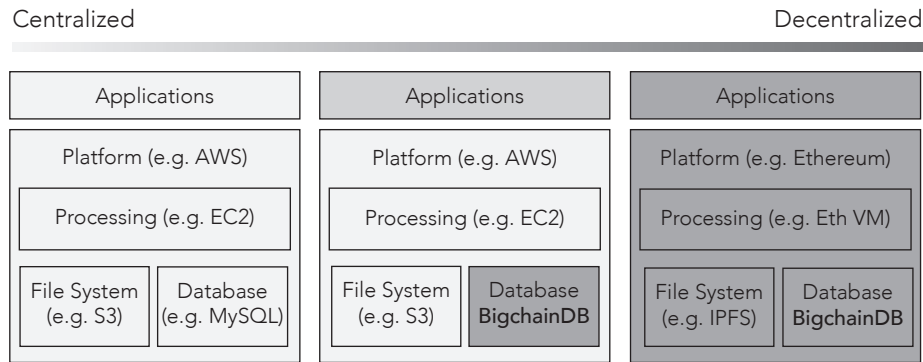 Centralized
Decentralized
Applications
Platform (e.g. AWS)
Processing (e.g. EC2)
File System
(e.g. S3)
Database
(e.g. MySQL)
Applications
Platform (e.g. AWS)
Processing (e.g. EC2)
File System
(e.g. S3)
Database
BigchainDB
Applications
Platform (e.g. Ethereum)
Processing (e.g. Eth VM)
File System
(e.g. IPFS)
Database
BigchainDB